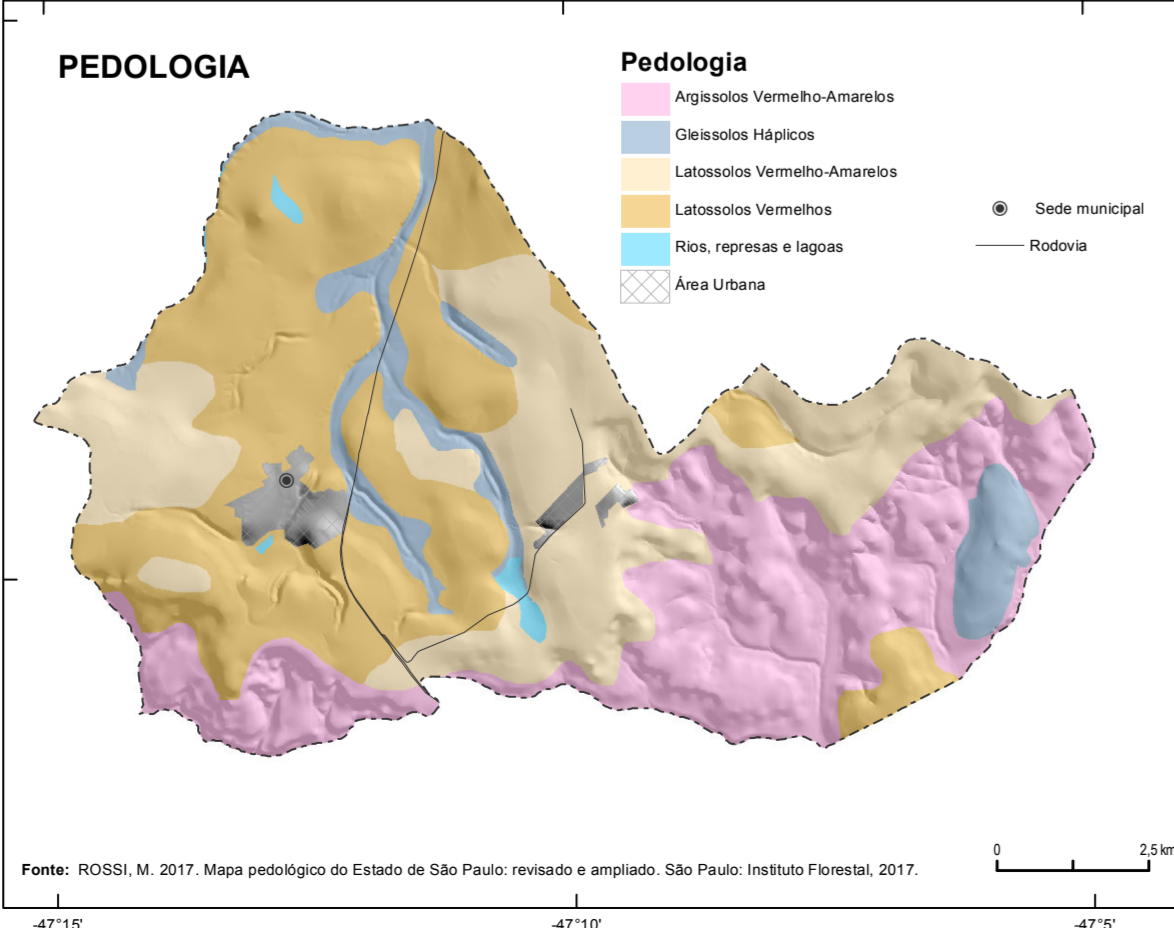 PEDOLOGIA
Pedologia
Argissolos Vermelho-Amarelos
Gleissolos Háplicos
Latossolos Vermelho-Amarelos
Latossolos Vermelhos
Rios, represas e lagoas
Área Urbana
Sede municipal
Rodovia
Fonte: ROSSI, M. 2017. Mapa pedológico do Estado de São Paulo: revisado e ampliado. São Paulo: Instituto Florestal, 2017.
0 2,5 km
-47°15' -47°10' -47°5'